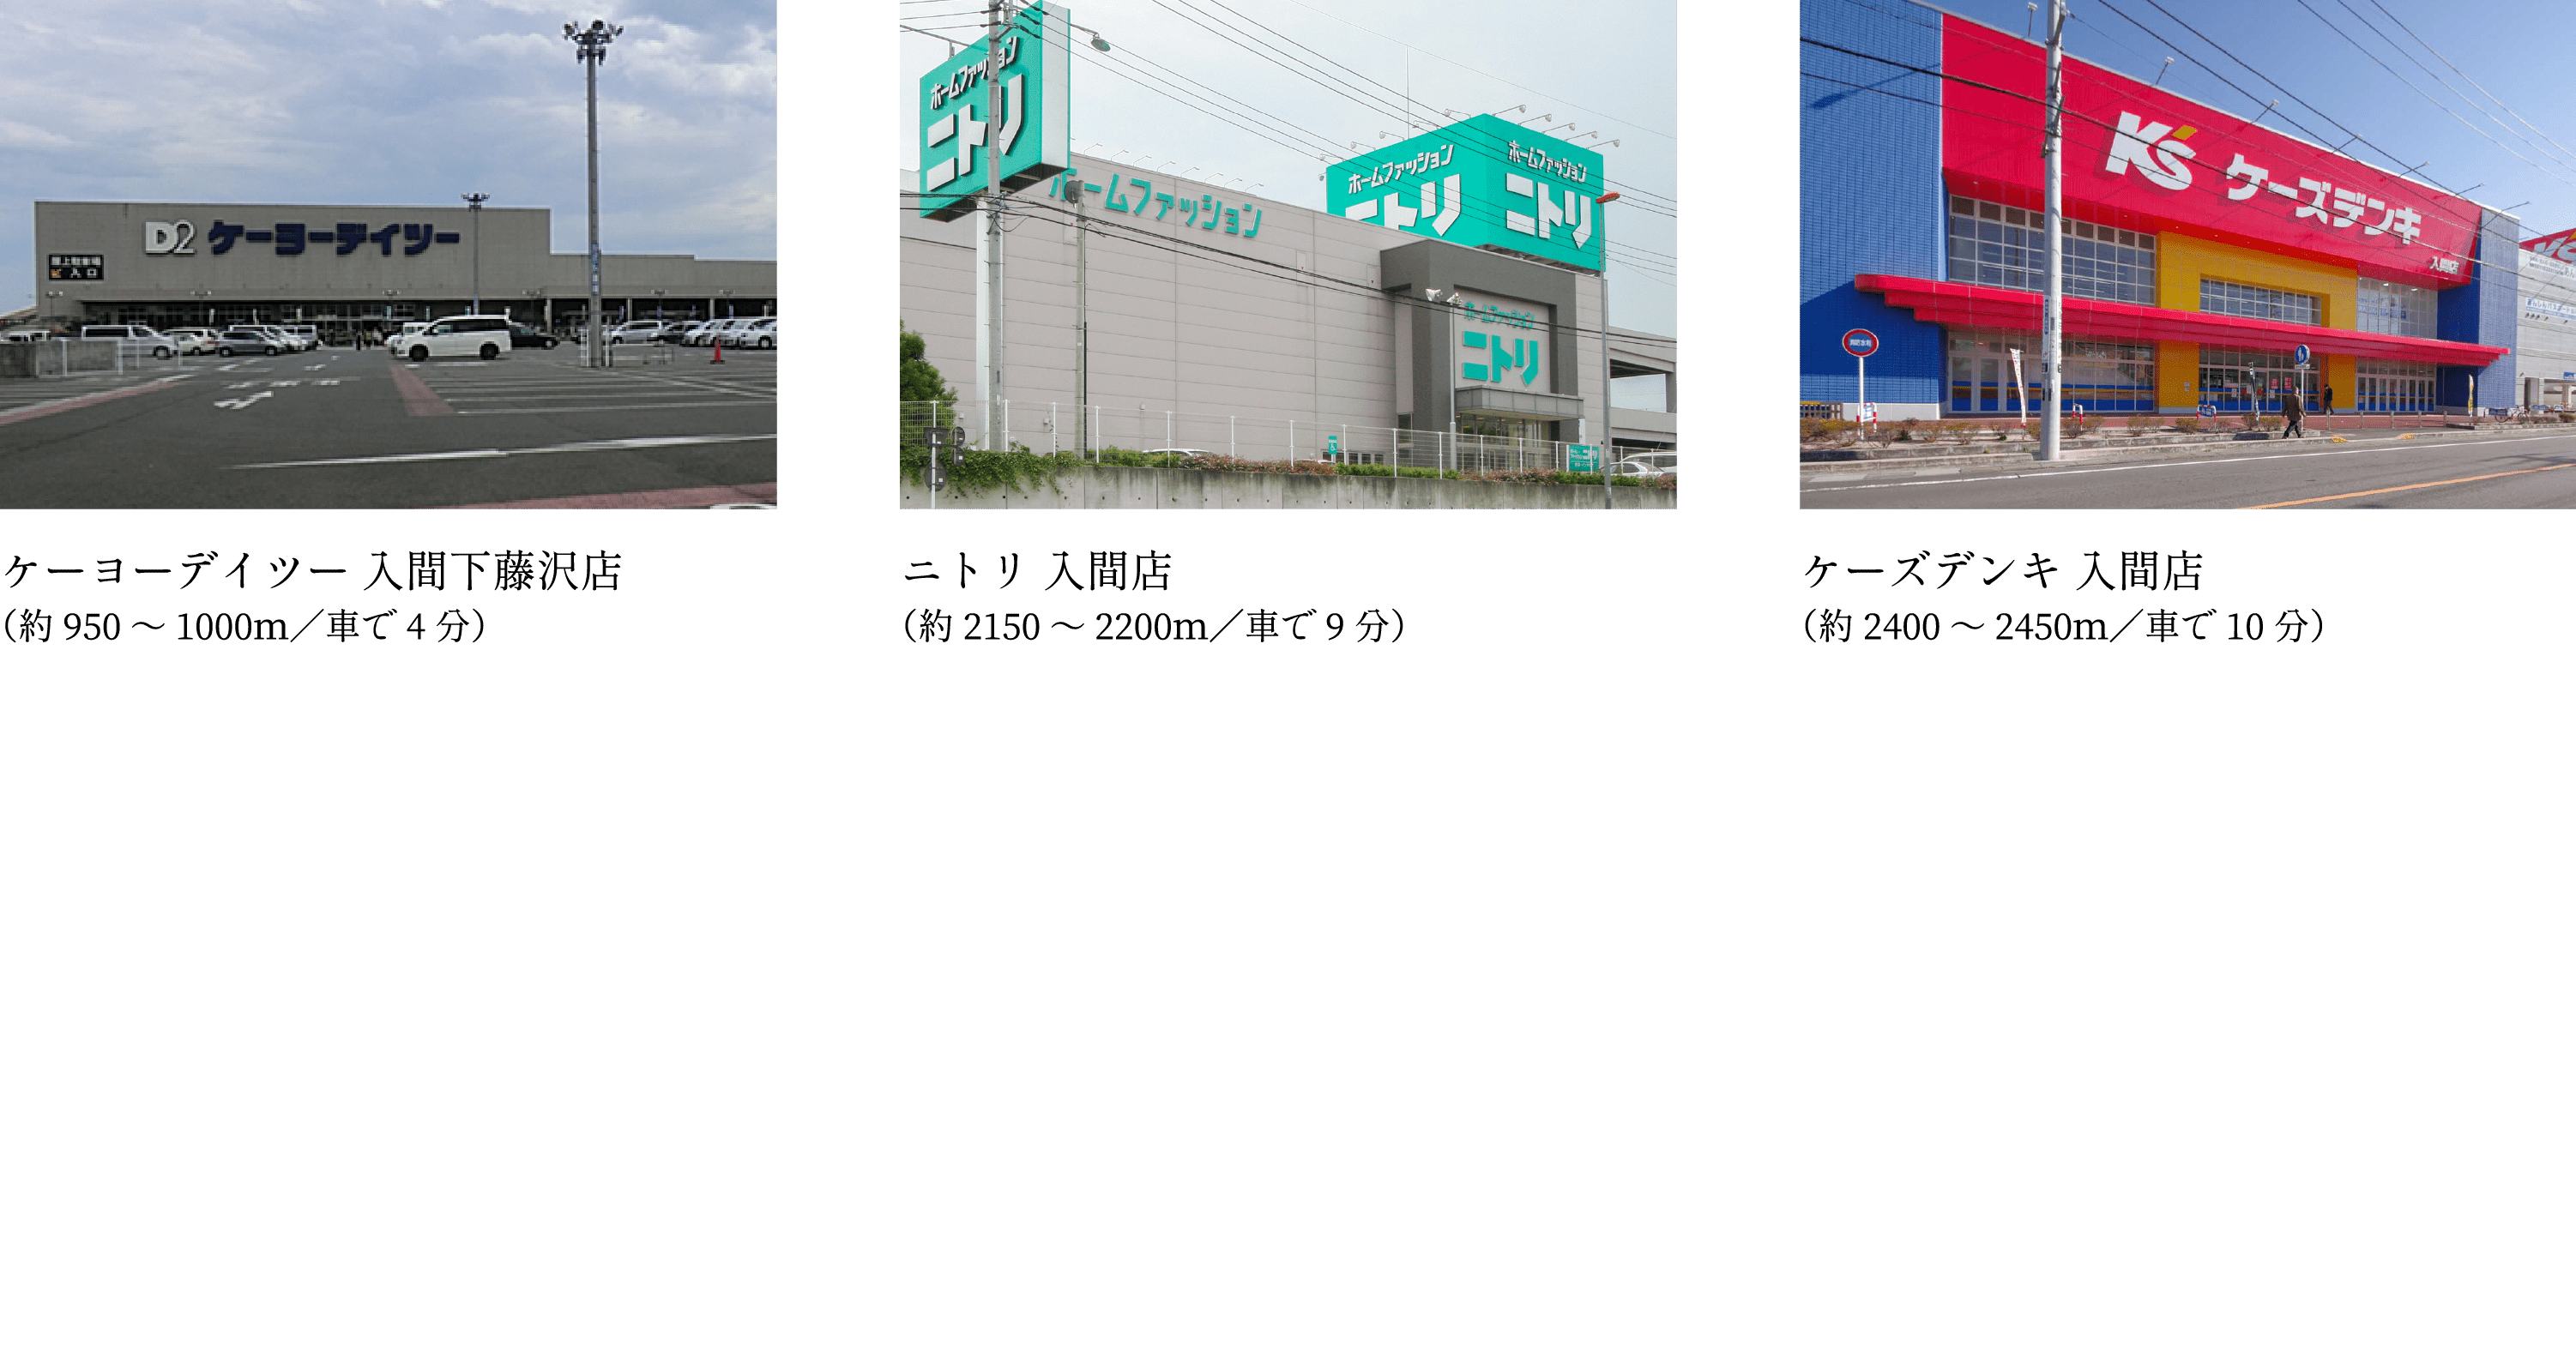 D2 ケーヨーデイツー
屋上駐車場
入口
ケーヨーデイツー 入間下藤沢店
（約 950 ～ 1000m／車で 4 分）
ホームファッション
ニトリ
ホームファッション
ホームファッション
ニトリ
ホームファッション
ニトリ
ホームファッション
ニトリ
ニトリ 入間店
（約 2150 ～ 2200m／車で 9 分）
K's ケーズデンキ
入間店
ケーズデンキ 入間店
（約 2400 ～ 2450m／車で 10 分）